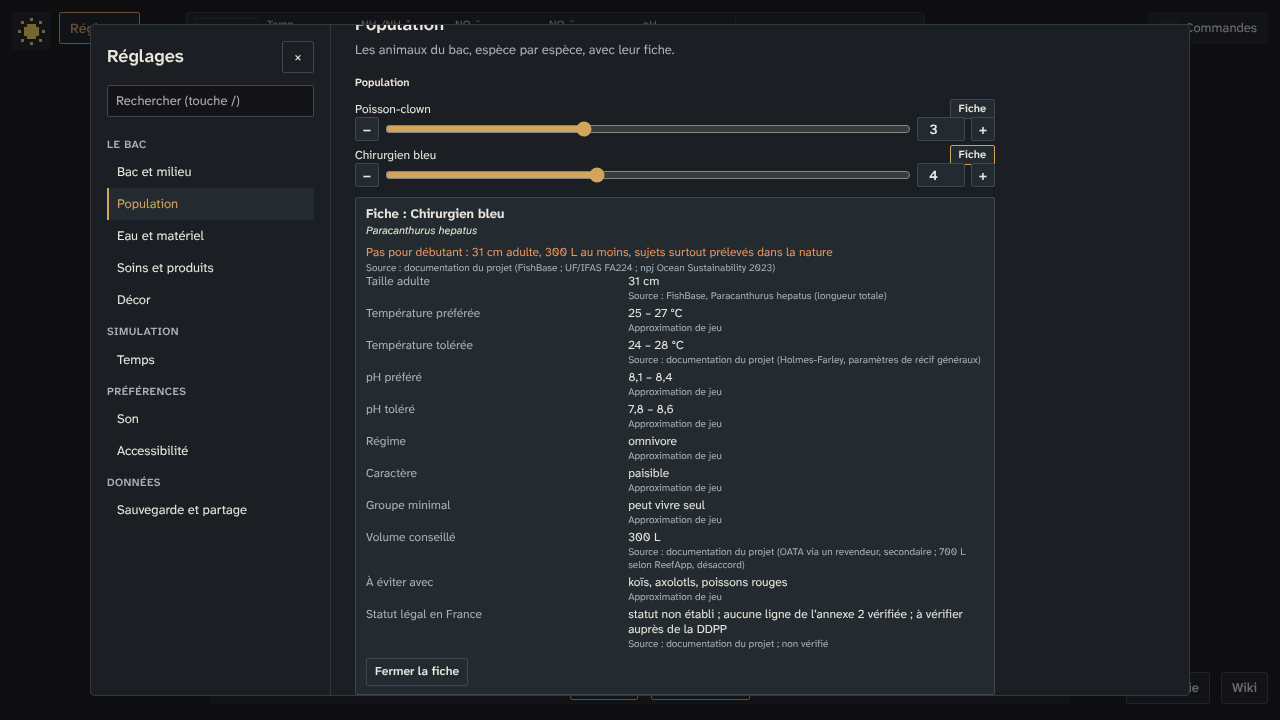 Réglages
×
Rechercher (touche /)
LE BAC
Bac et milieu
Population
Eau et matériel
Soins et produits
Décor
SIMULATION
Temps
PRÉFÉRENCES
Son
Accessibilité
DONNÉES
Sauvegarde et partage
Population
Les animaux du bac, espèce par espèce, avec leur fiche.
Population
Poisson-clown
Fiche
– 3 +
Chirurgien bleu
Fiche
– 4 +
Fiche : Chirurgien bleu
Paracanthurus hepatus
Pas pour débutant : 31 cm adulte, 300 L au moins, sujets surtout prélevés dans la nature
Source : documentation du projet (FishBase ; UF/IFAS FA224 ; npj Ocean Sustainability 2023)
Taille adulte 31 cm
Source : FishBase, Paracanthurus hepatus (longueur totale)
Température préférée 25 – 27 °C
Approximation de jeu
Température tolérée 24 – 28 °C
Source : documentation du projet (Holmes-Farley, paramètres de récif généraux)
pH préféré 8,1 – 8,4
Approximation de jeu
pH toléré 7,8 – 8,6
Approximation de jeu
Régime omnivore
Approximation de jeu
Caractère paisible
Approximation de jeu
Groupe minimal peut vivre seul
Approximation de jeu
Volume conseillé 300 L
Source : documentation du projet (OATA via un revendeur, secondaire ; 700 L
selon ReefApp, désaccord)
À éviter avec koïs, axolotls, poissons rouges
Approximation de jeu
Statut légal en France statut non établi ; aucune ligne de l'annexe 2 vérifiée ; à vérifier
auprès de la DDPP
Source : documentation du projet ; non vérifié
Fermer la fiche
Commandes
Wiki